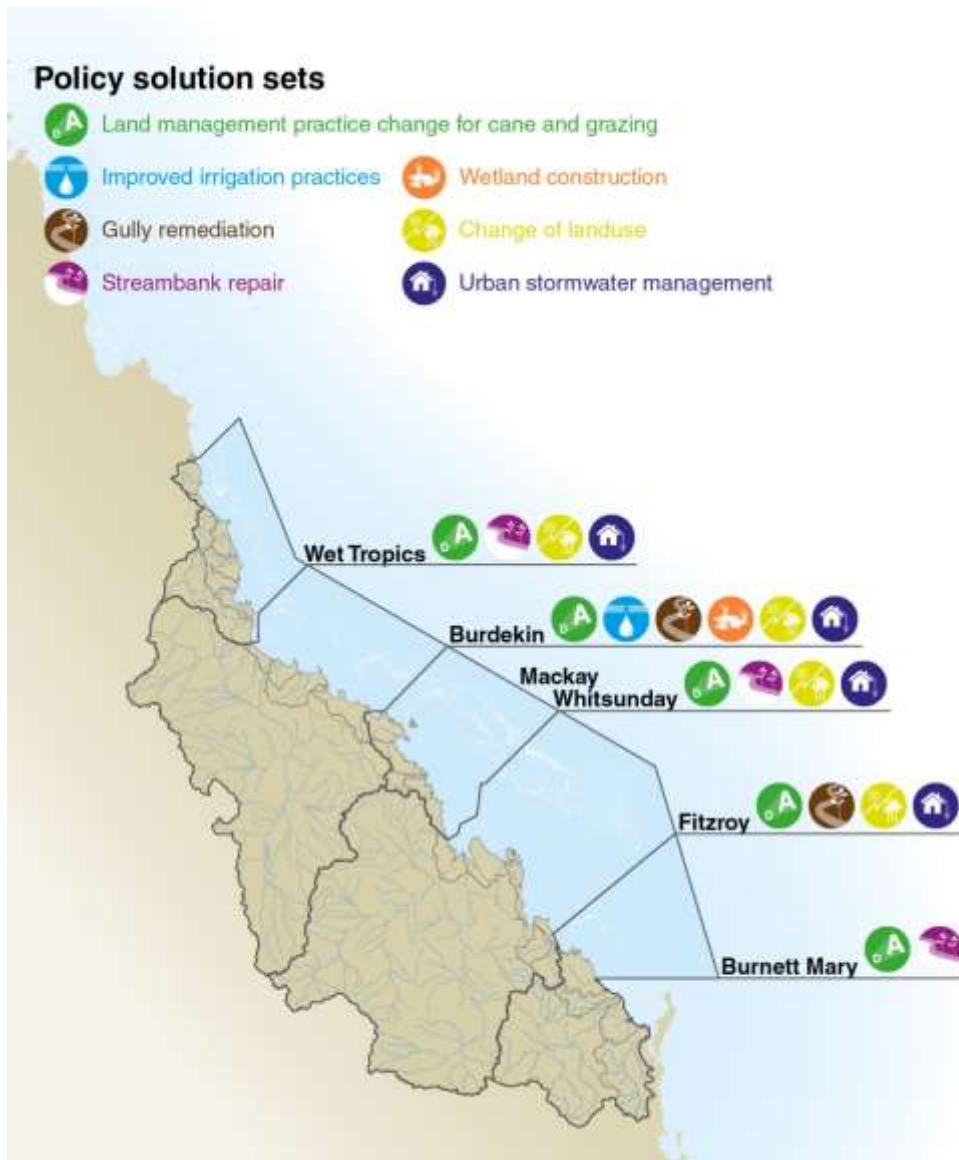 Policy solution sets
Land management practice change for cane and grazing
Improved irrigation practices
Wetland construction
Gully remediation
Change of landuse
Streambank repair
Urban stormwater management
Wet Tropics
Burdekin
Mackay
Whitsunday
Fitzroy
Burnett Mary